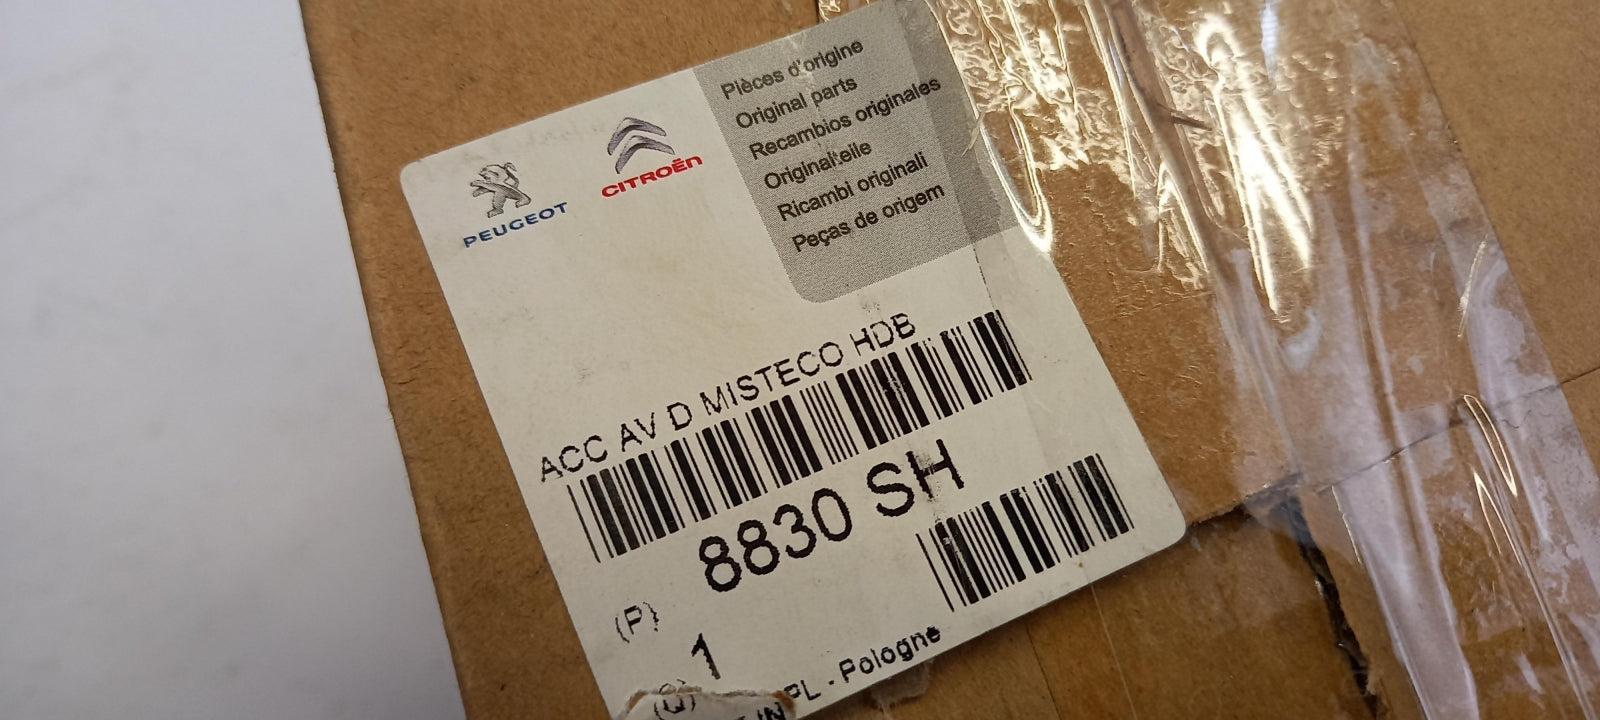 PEUGEOT
CITROËN
Pièces d'origine
Original parts
Recambios originales
Originalteile
Ricambi originali
Peças de origem
ACC AV D MISTECO HDB
8830 SH
(P)
1
(Q)
IN
PL - Pologne